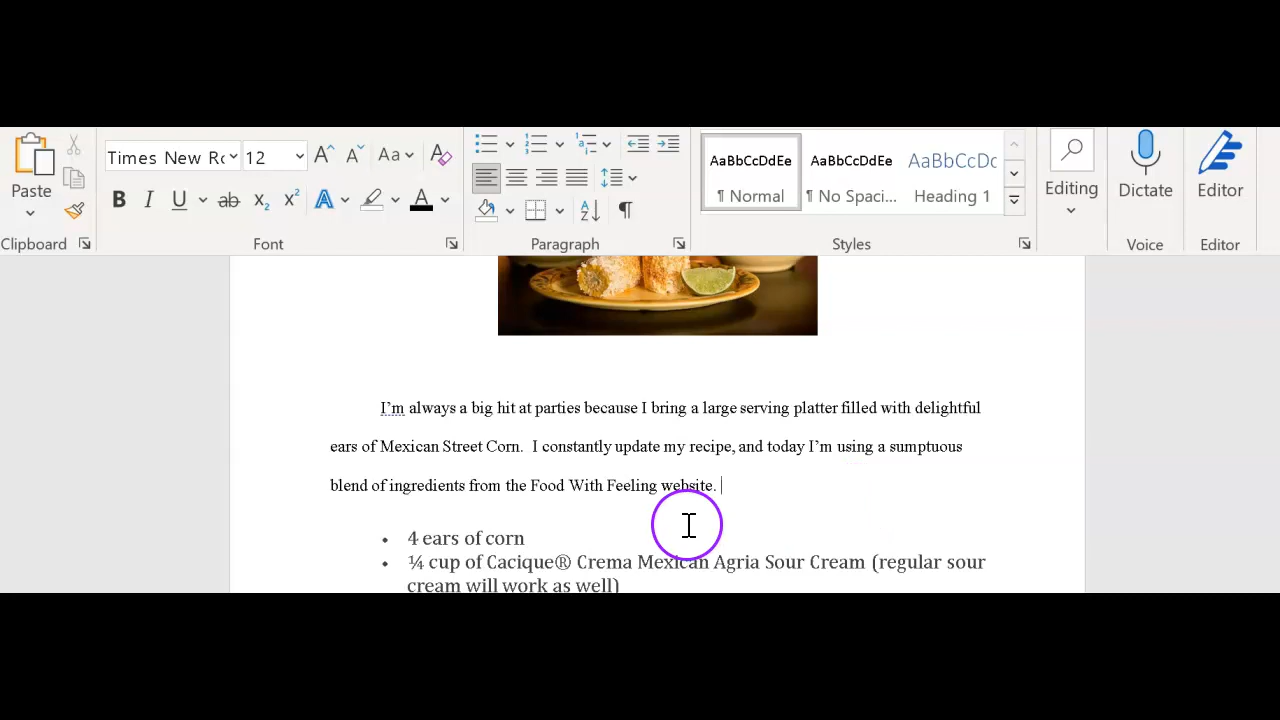 Times New Ro 12 Aa
Paste
B I U ab x2 x2 A A
AaBbCcDdEe AaBbCcDdEe AaBbCcDc
¶ Normal ¶ No Spaci... Heading 1
Editing Dictate Editor
Clipboard Font Paragraph Styles Voice Editor
I’m always a big hit at parties because I bring a large serving platter filled with delightful
ears of Mexican Street Corn.  I constantly update my recipe, and today I’m using a sumptuous
blend of ingredients from the Food With Feeling website.
• 4 ears of corn
• ¼ cup of Cacique® Crema Mexican Agria Sour Cream (regular sour
cream will work as well)